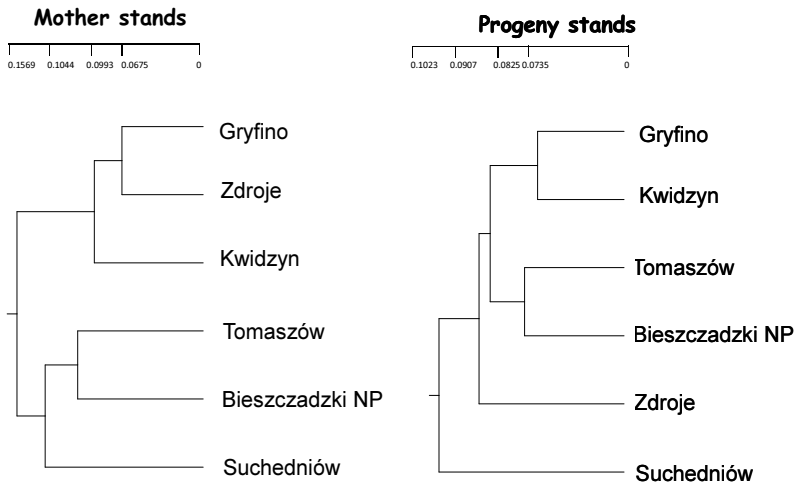 Mother stands
0.1569 0.1044 0.0993 0.0675 0
Gryfino
Zdroje
Kwidzyn
Tomaszów
Bieszczadzki NP
Suchedniów
Progeny stands
0.1023 0.0907 0.0825 0.0735 0
Gryfino
Kwidzyn
Tomaszów
Bieszczadzki NP
Zdroje
Suchedniów